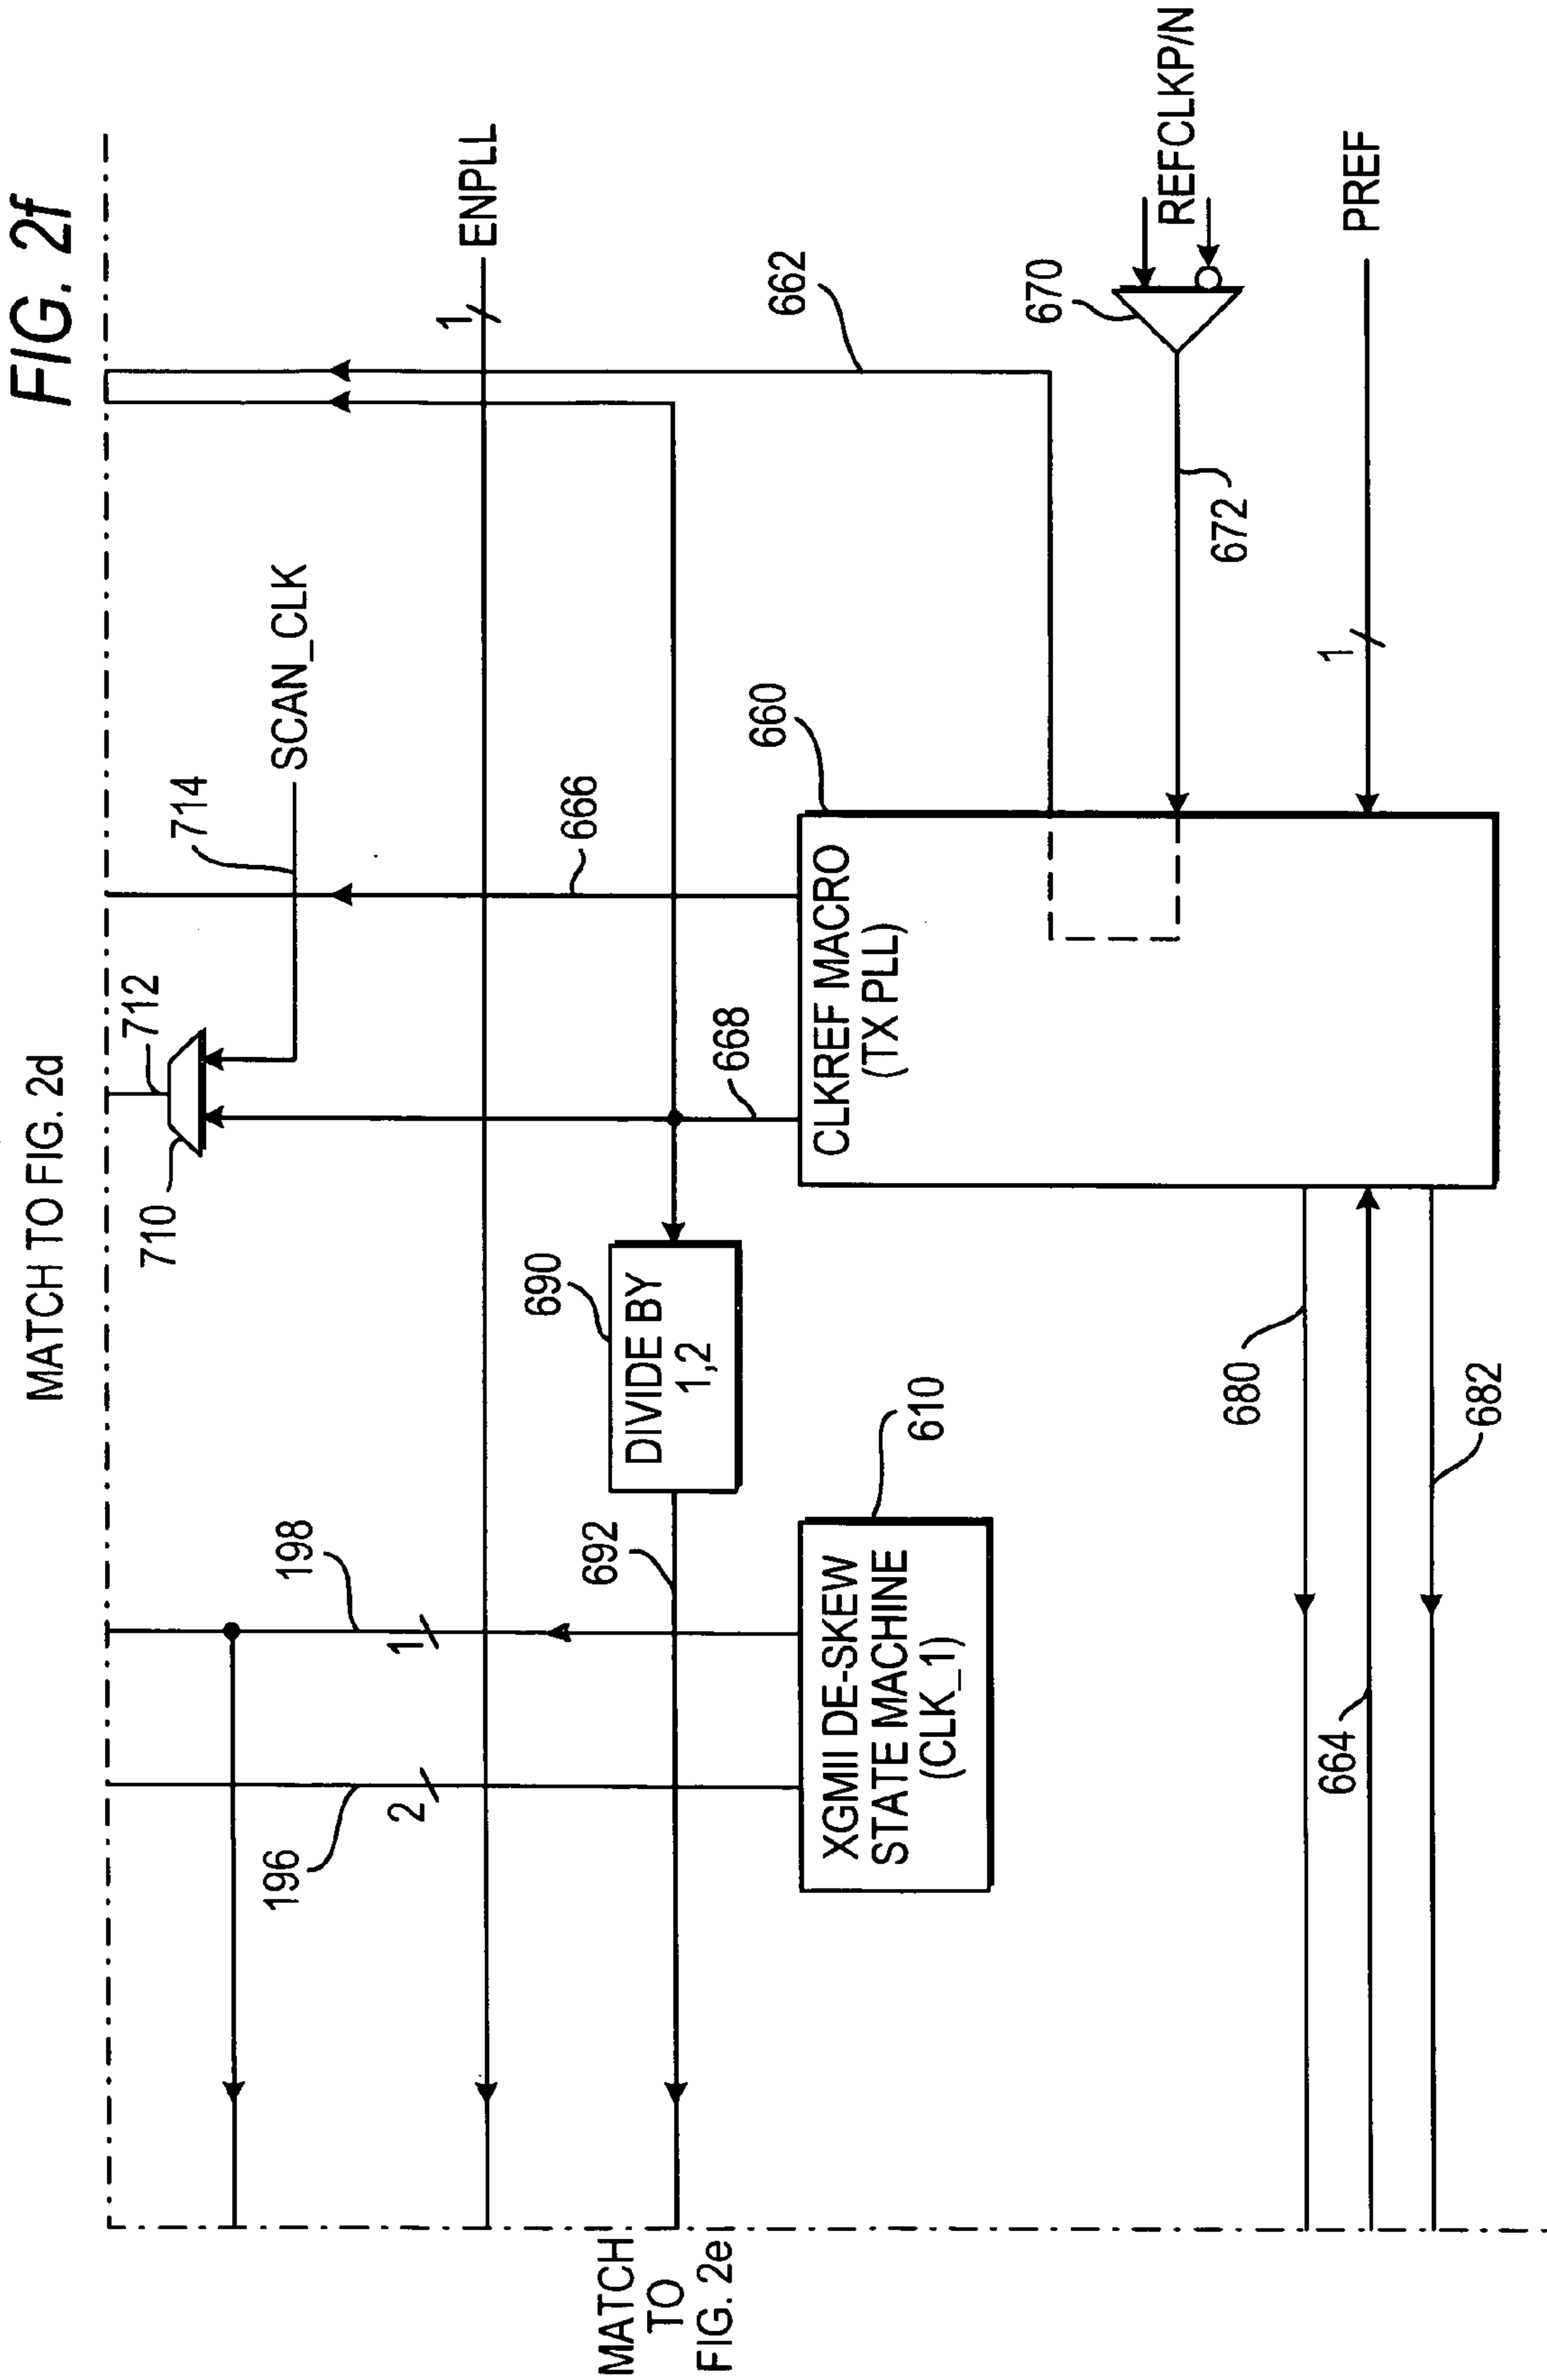 FIG. 2f
MATCH TO FIG. 2d
710
712
714
SCAN_CLK
1
ENPLL
198
1
196
2
692
690
DIVIDE BY
1,2
668
666
662
610
XGMII DE-SKEW
STATE MACHINE
(CLK_1)
660
CLKREF MACRO
(TX PLL)
670
REFCLKP/N
672
680
664
682
1
PREF
MATCH
TO
FIG. 2e